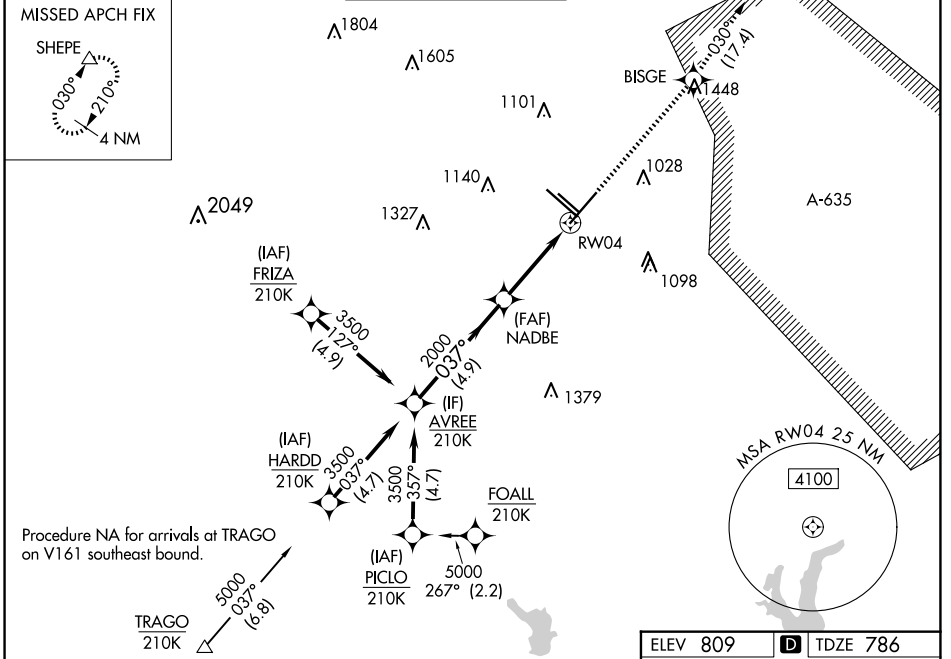 MISSED APCH FIX
SHEPE
030°
210°
4 NM
1804
1605
1101
1140
1327
2049
030°
(17.4)
BISGE
1448
1028
A-635
RW04
1098
(IAF)
FRIZA
210K
3500
127°
(4.9)
(FAF)
NADBE
2000
037°
(4.9)
1379
(IF)
AVREE
210K
(IAF)
HARDD
210K
3500
037°
(4.7)
3500
357°
(4.7)
FOALL
210K
5000
267° (2.2)
(IAF)
PICLO
210K
Procedure NA for arrivals at TRAGO
on V161 southeast bound.
5000
037°
(6.8)
TRAGO
210K
MSA RW04 25 NM
4100
ELEV 809 D TDZE 786